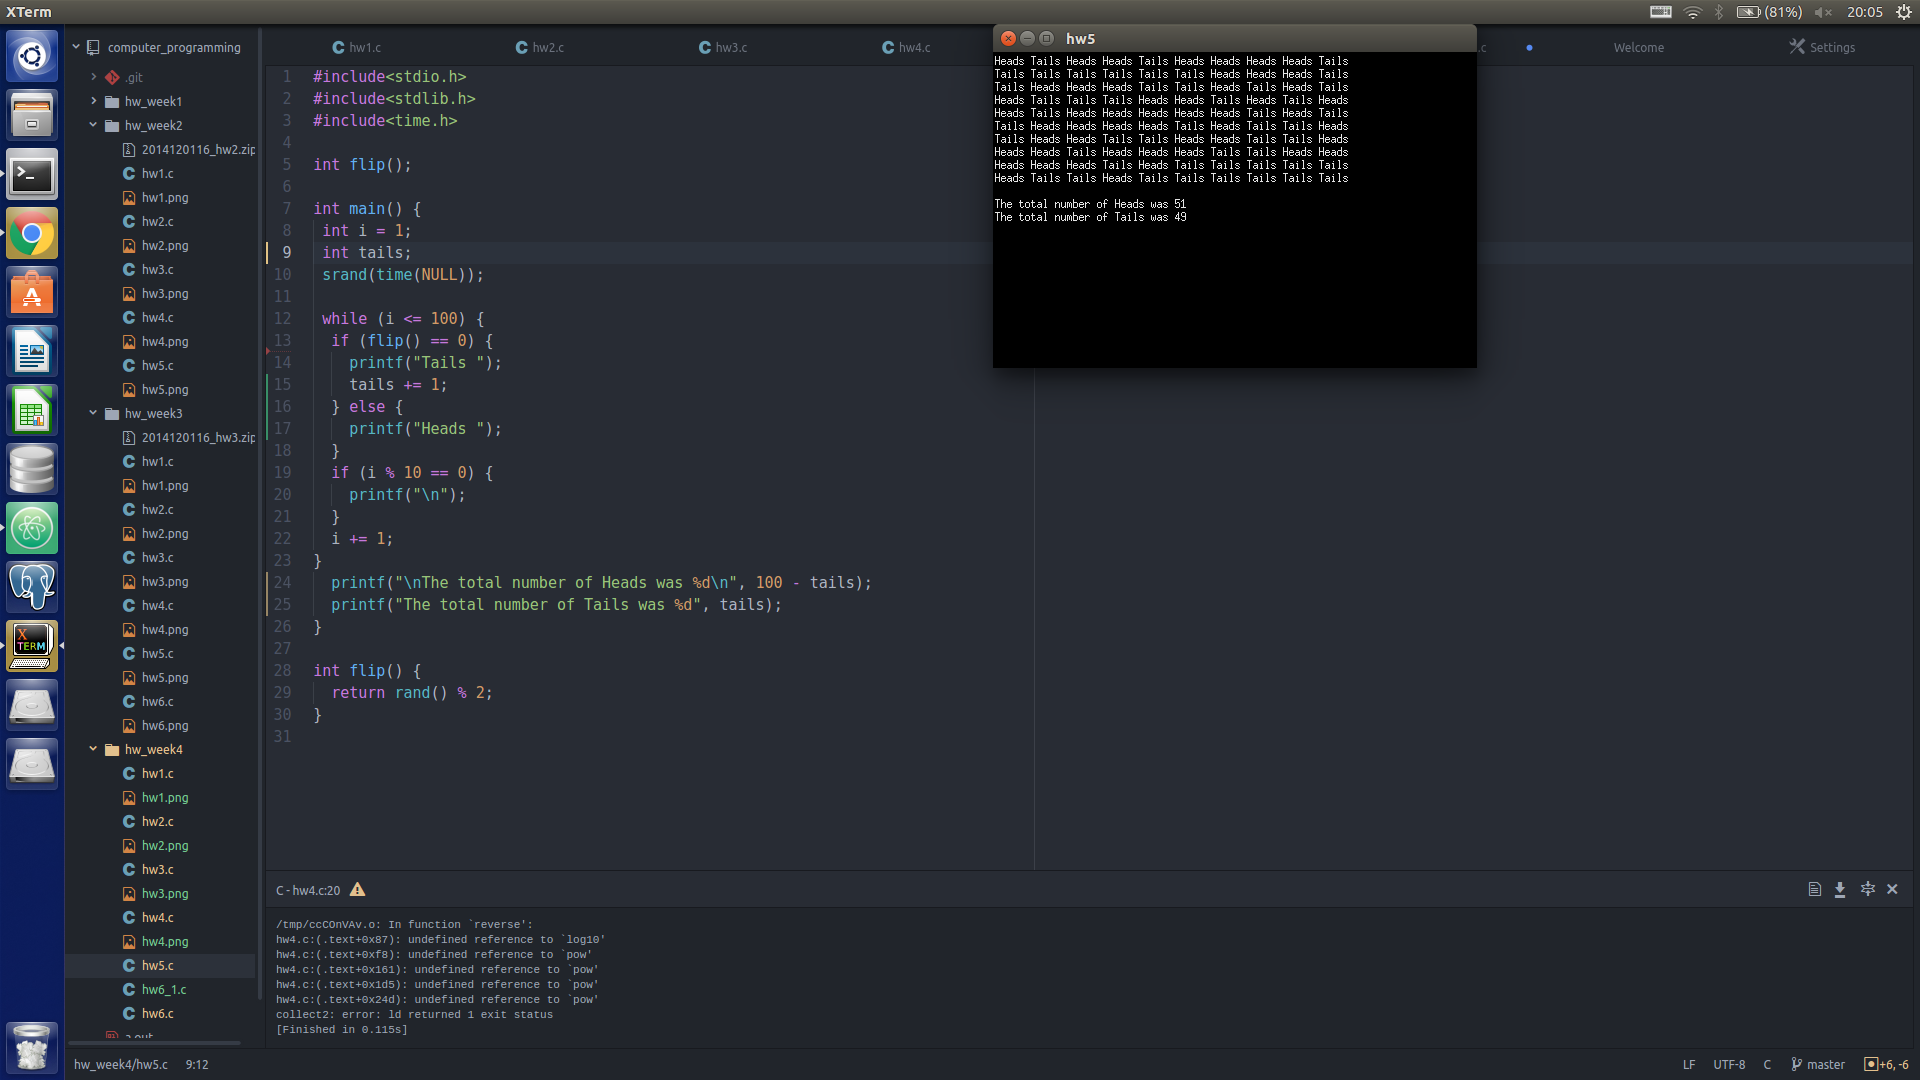 XTerm
(81%)
20:05
computer_programming
.git
hw_week1
hw_week2
2014120116_hw2.zip
hw1.c
hw1.png
hw2.c
hw2.png
hw3.c
hw3.png
hw4.c
hw4.png
hw5.c
hw5.png
hw_week3
2014120116_hw3.zip
hw1.c
hw1.png
hw2.c
hw2.png
hw3.c
hw3.png
hw4.c
hw4.png
hw5.c
hw5.png
hw6.c
hw6.png
hw_week4
hw1.c
hw1.png
hw2.c
hw2.png
hw3.c
hw3.png
hw4.c
hw4.png
hw5.c
hw6_1.c
hw6.c
a.out
hw1.c
hw2.c
hw3.c
hw4.c
.c
Welcome
Settings
1 #include<stdio.h>
2 #include<stdlib.h>
3 #include<time.h>
4
5 int flip();
6
7 int main() {
8 int i = 1;
9 int tails;
10 srand(time(NULL));
11
12 while (i <= 100) {
13 if (flip() == 0) {
14 printf("Tails ");
15 tails += 1;
16 } else {
17 printf("Heads ");
18 }
19 if (i % 10 == 0) {
20 printf("\n");
21 }
22 i += 1;
23 }
24 printf("\nThe total number of Heads was %d\n", 100 - tails);
25 printf("The total number of Tails was %d", tails);
26 }
27
28 int flip() {
29 return rand() % 2;
30 }
31
hw5
Heads Tails Heads Heads Tails Heads Heads Heads Heads Tails
Tails Tails Tails Tails Tails Heads Tails Heads Tails Tails
Tails Heads Tails Heads Heads Heads Heads Tails Heads Heads
Heads Tails Tails Tails Heads Heads Tails Heads Tails Heads
Heads Tails Heads Heads Heads Heads Heads Tails Heads Tails
Tails Heads Heads Heads Heads Tails Heads Tails Tails Heads
Tails Heads Heads Tails Tails Heads Heads Tails Tails Tails
Heads Heads Tails Heads Heads Heads Tails Tails Heads Heads
Heads Heads Heads Tails Heads Tails Tails Tails Tails Tails
Heads Tails Tails Heads Tails Tails Tails Tails Tails Tails
The total number of Heads was 51
The total number of Tails was 49
C - hw4.c:20
/tmp/ccCOnVAv.o: In function `reverse':
hw4.c:(.text+0x87): undefined reference to `log10'
hw4.c:(.text+0xf8): undefined reference to `pow'
hw4.c:(.text+0x161): undefined reference to `pow'
hw4.c:(.text+0x1d5): undefined reference to `pow'
hw4.c:(.text+0x24d): undefined reference to `pow'
collect2: error: ld returned 1 exit status
[Finished in 0.115s]
hw_week4/hw5.c
9:12
LF
UTF-8
C
master
+6, -6
X
TERM